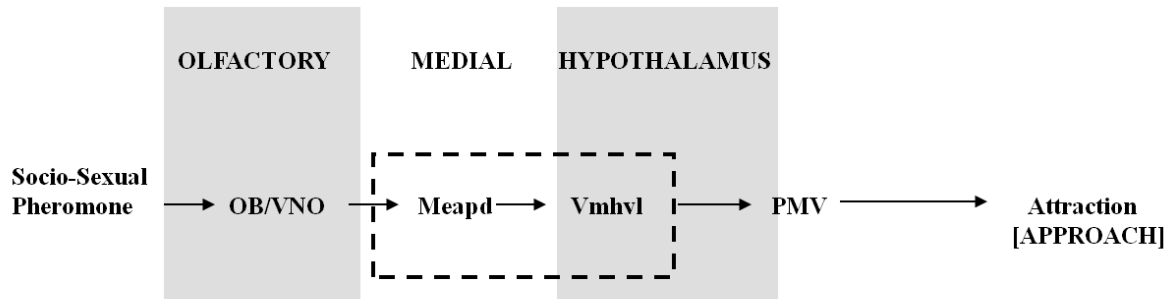 OLFACTORY MEDIAL HYPOTHALAMUS
Socio-Sexual
Pheromone
OB/VNO
Meapd
Vmhvl
PMV
Attraction
[APPROACH]